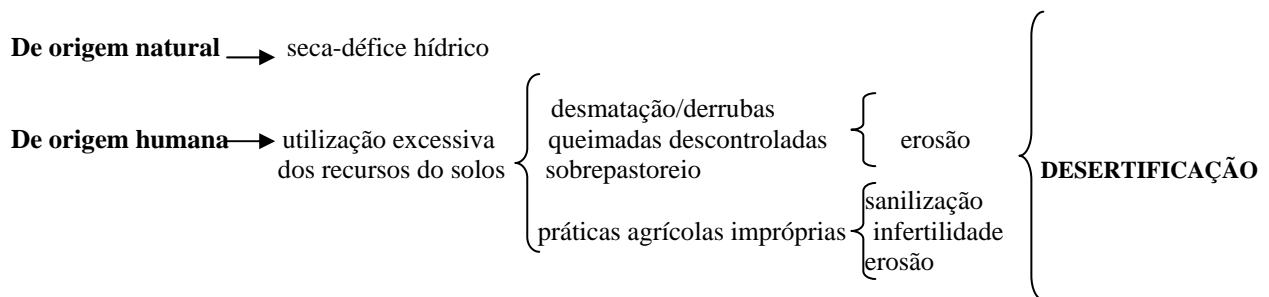 De origem natural seca-défice hídrico
desmatação/derrubas
De origem humana utilização excessiva queimadas descontroladas erosão
dos recursos do solos sobrepastoreio DESERTIFICAÇÃO
sanilização
práticas agrícolas impróprias infertilidade
erosão